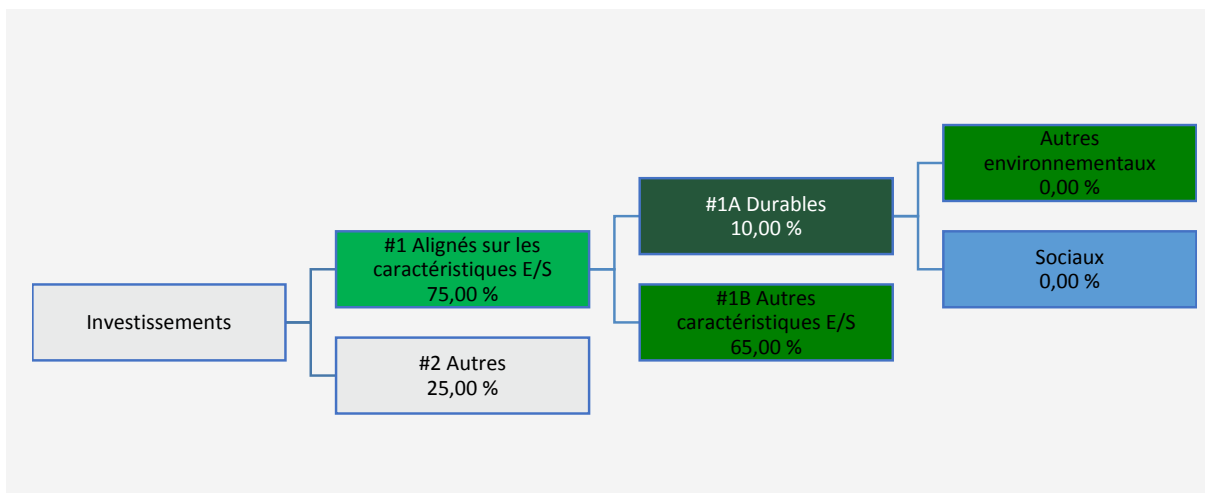 Investissements
#1 Alignés sur les
caractéristiques E/S
75,00 %
#2 Autres
25,00 %
#1A Durables
10,00 %
#1B Autres
caractéristiques E/S
65,00 %
Autres
environnementaux
0,00 %
Sociaux
0,00 %